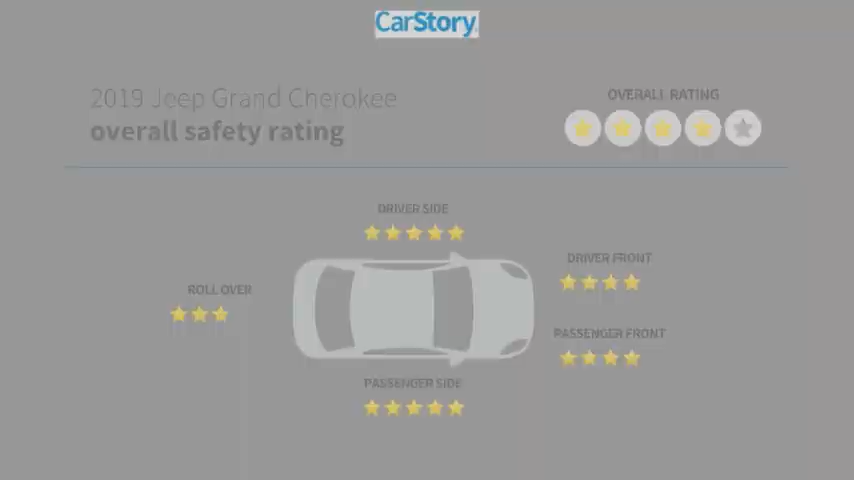 CarStory
2019 Jeep Grand Cherokee
overall safety rating
OVERALL RATING
DRIVER SIDE
DRIVER FRONT
ROLL OVER
PASSENGER FRONT
PASSENGER SIDE